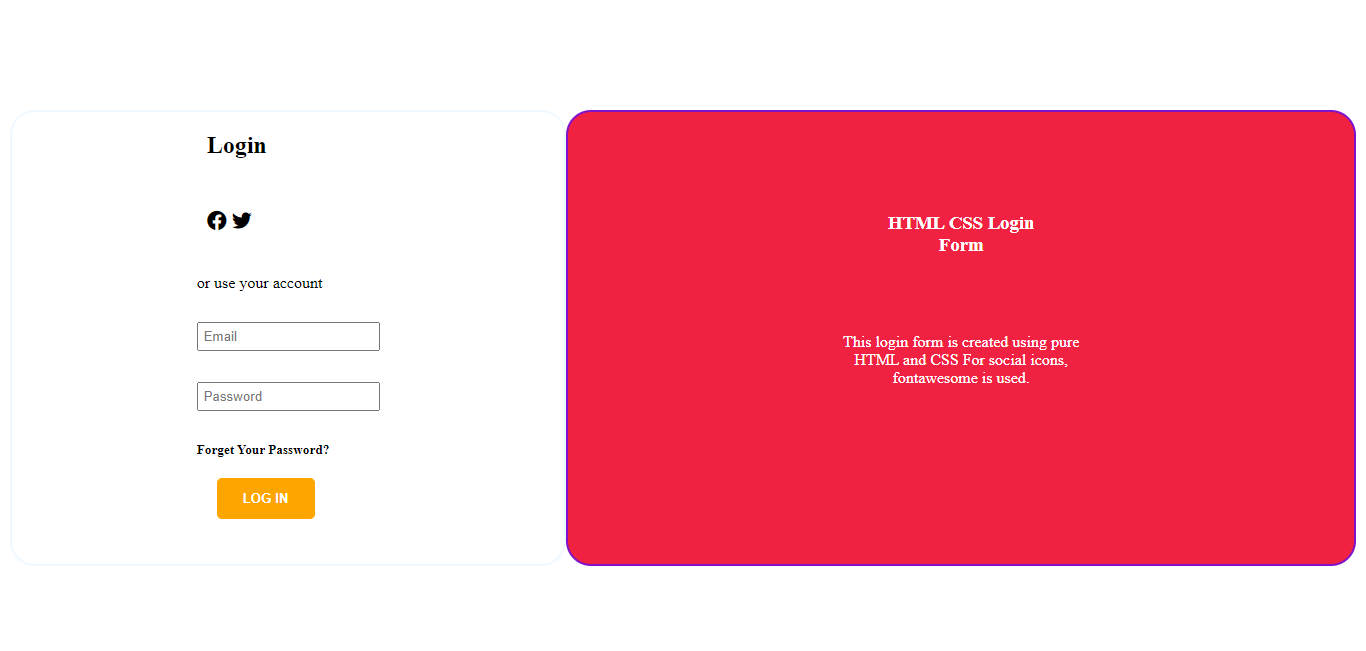 Login
or use your account
Email
Password
Forget Your Password?
LOG IN
HTML CSS Login
Form
This login form is created using pure
HTML and CSS For social icons,
fontawesome is used.